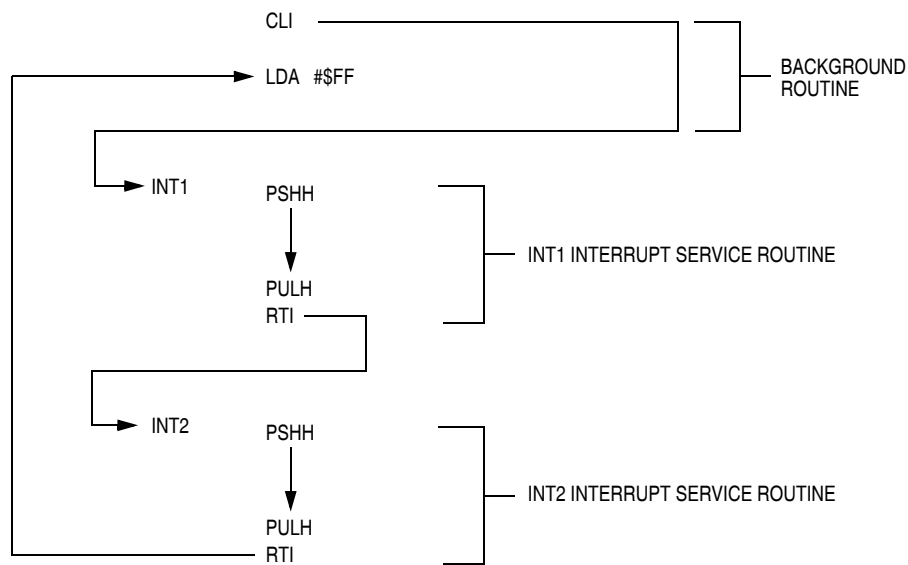 CLI
LDA #$FF
BACKGROUND
ROUTINE
INT1
PSHH
INT1 INTERRUPT SERVICE ROUTINE
PULH
RTI
INT2
PSHH
INT2 INTERRUPT SERVICE ROUTINE
PULH
RTI